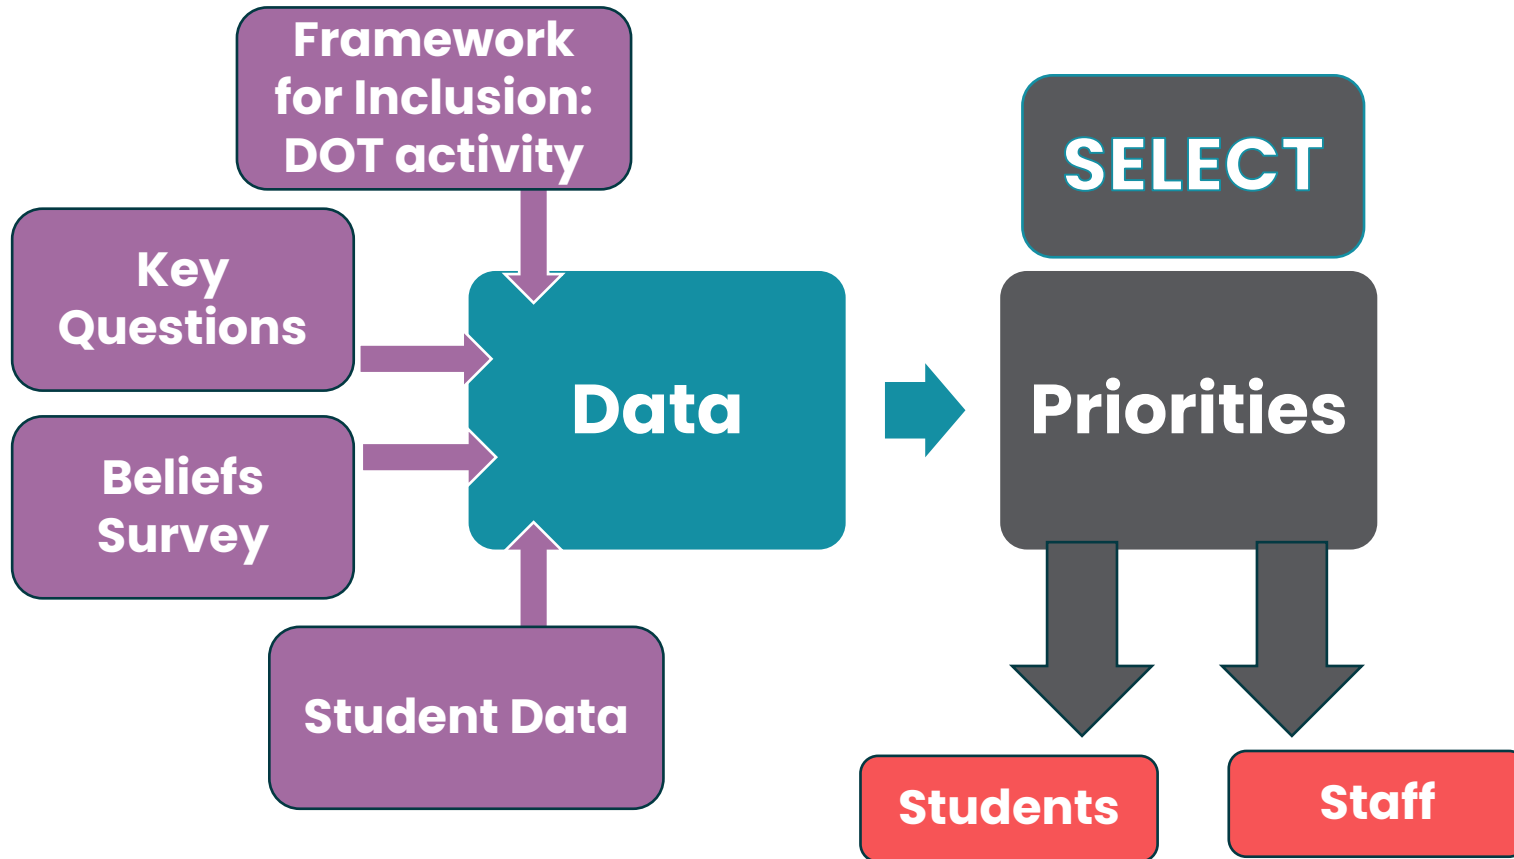 Framework
for Inclusion:
DOT activity
Key
Questions
Beliefs
Survey
Student Data
Data
SELECT
Priorities
Students
Staff